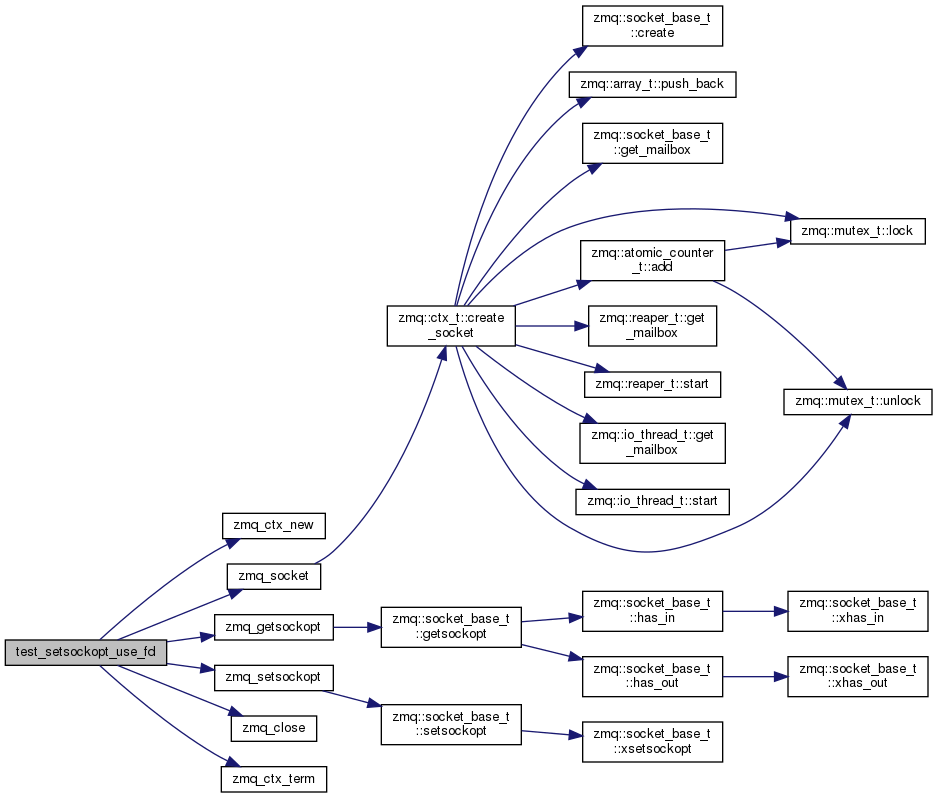 zmq::socket_base_t
::create
zmq::array_t::push_back
zmq::socket_base_t
::get_mailbox
zmq::mutex_t::lock
zmq::atomic_counter
_t::add
zmq::ctx_t::create
_socket
zmq::reaper_t::get
_mailbox
zmq::reaper_t::start
zmq::mutex_t::unlock
zmq::io_thread_t::get
_mailbox
zmq::io_thread_t::start
zmq_ctx_new
zmq_socket
zmq_getsockopt
zmq::socket_base_t
::getsockopt
zmq::socket_base_t
::has_in
zmq::socket_base_t
::xhas_in
test_setsockopt_use_fd
zmq_setsockopt
zmq::socket_base_t
::has_out
zmq::socket_base_t
::xhas_out
zmq_close
zmq::socket_base_t
::setsockopt
zmq::socket_base_t
::xsetsockopt
zmq_ctx_term